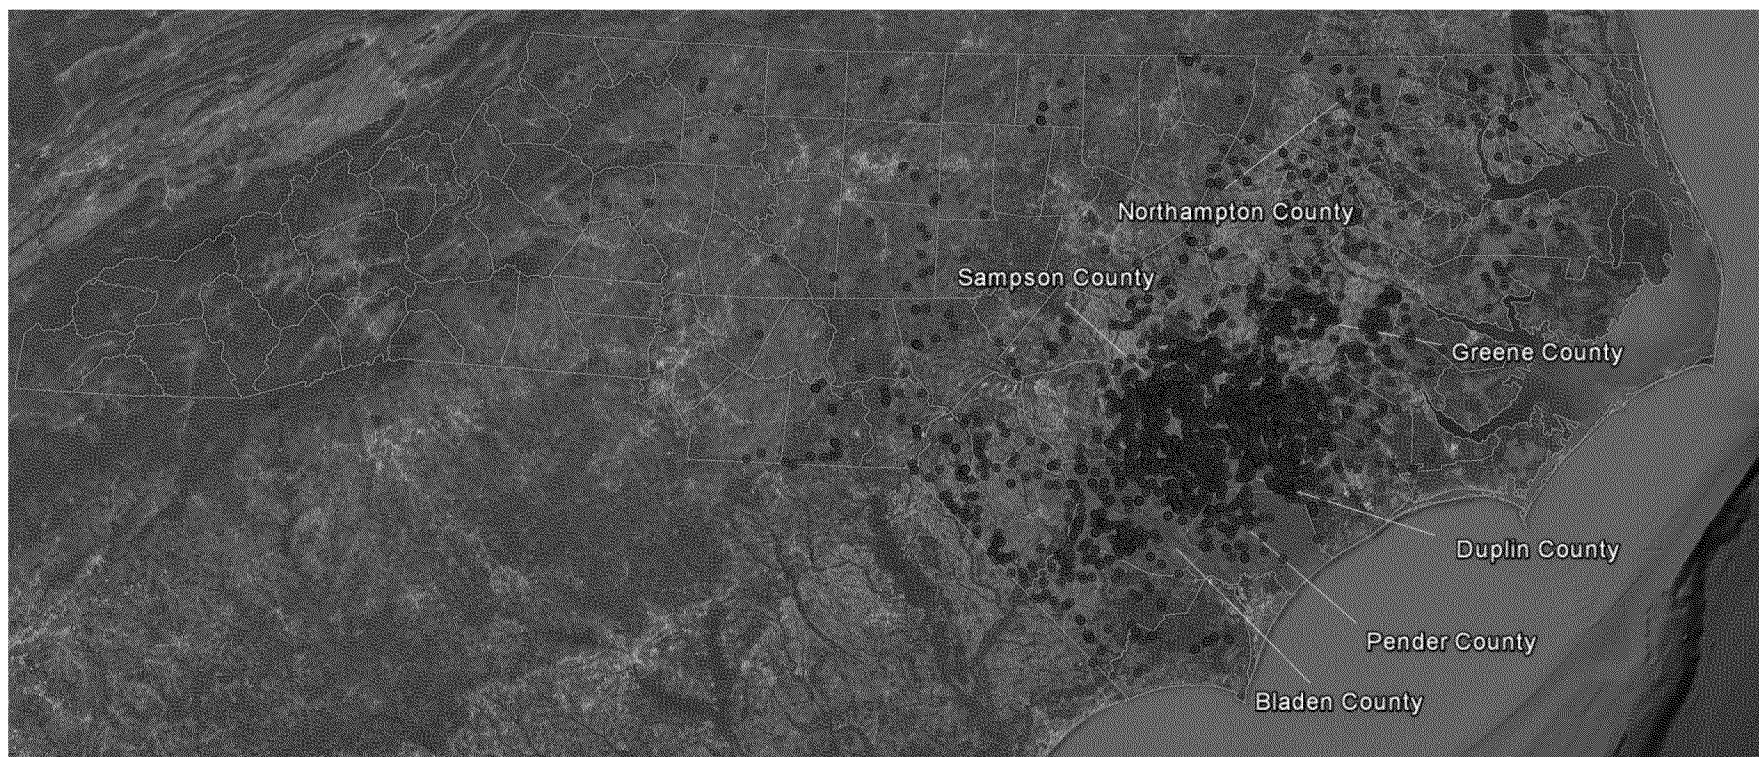 Northampton County
Sampson County
Greene County
Duplin County
Pender County
Bladen County